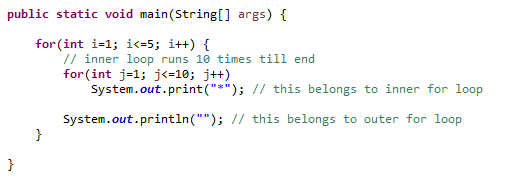 public static void main(String[] args) {
for(int i=1; i<=5; i++) {
// inner loop runs 10 times till end
for(int j=1; j<=10; j++)
System.out.print("*"); // this belongs to inner for loop
System.out.println(""); // this belongs to outer for loop
}
}